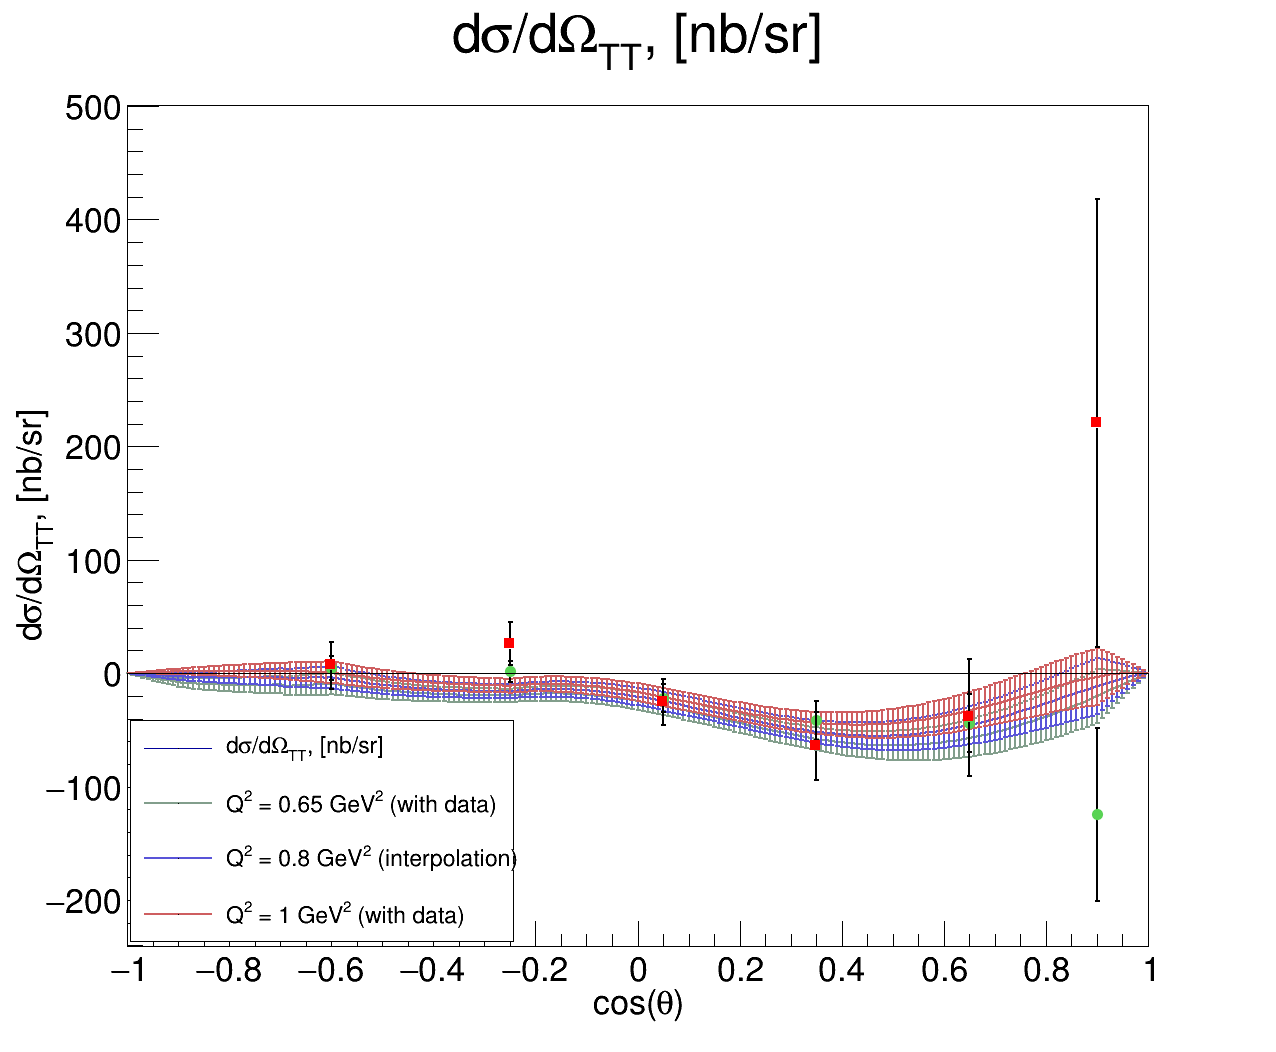 dσ/dΩTT, [nb/sr]
500
400
300
200
100
0
−100
−200
dσ/dΩTT, [nb/sr]
dσ/dΩTT, [nb/sr]
Q² = 0.65 GeV² (with data)
Q² = 0.8 GeV² (interpolation)
Q² = 1 GeV² (with data)
−1 −0.8 −0.6 −0.4 −0.2 0 0.2 0.4 0.6 0.8 1
cos(θ)